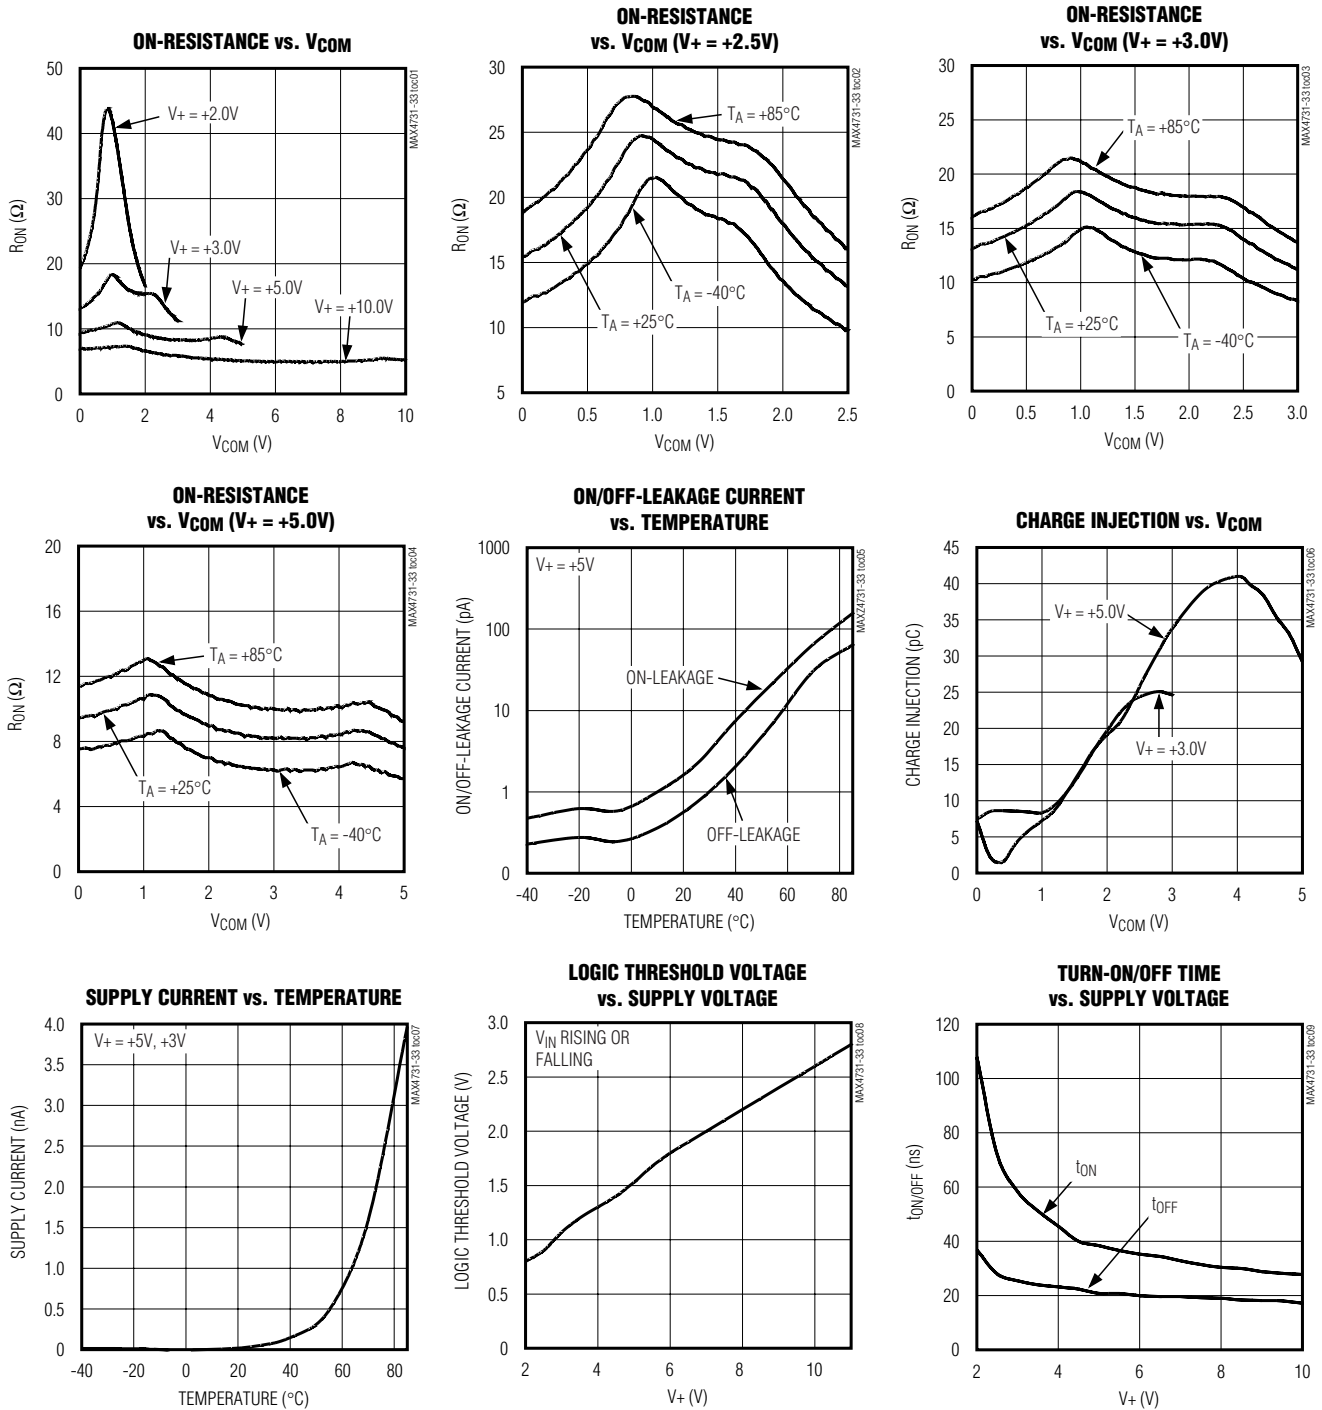 ON-RESISTANCE vs. VCOM
50
40
30
20
10
0
RON (Ω)
V+ = +2.0V
V+ = +3.0V
V+ = +5.0V
V+ = +10.0V
0 2 4 6 8 10
VCOM (V)
MAX4731-33 toc01
ON-RESISTANCE
vs. VCOM (V+ = +2.5V)
30
25
20
15
10
5
RON (Ω)
TA = +85°C
TA = -40°C
TA = +25°C
0 0.5 1.0 1.5 2.0 2.5
VCOM (V)
MAX4731-33 toc02
ON-RESISTANCE
vs. VCOM (V+ = +3.0V)
30
25
20
15
10
5
0
RON (Ω)
TA = +85°C
TA = +25°C
TA = -40°C
0 0.5 1.0 1.5 2.0 2.5 3.0
VCOM (V)
MAX4731-33 toc03
ON-RESISTANCE
vs. VCOM (V+ = +5.0V)
20
16
12
8
4
0
RON (Ω)
TA = +85°C
TA = +25°C
TA = -40°C
0 1 2 3 4 5
VCOM (V)
MAX4731-33 toc04
ON/OFF-LEAKAGE CURRENT
vs. TEMPERATURE
1000
100
10
1
0
ON/OFF-LEAKAGE CURRENT (pA)
V+ = +5V
ON-LEAKAGE
OFF-LEAKAGE
-40 -20 0 20 40 60 80
TEMPERATURE (°C)
MAXZ4731-33 toc05
CHARGE INJECTION vs. VCOM
45
40
35
30
25
20
15
10
5
0
CHARGE INJECTION (pC)
V+ = +5.0V
V+ = +3.0V
0 1 2 3 4 5
VCOM (V)
MAX4731-33 toc06
SUPPLY CURRENT vs. TEMPERATURE
4.0
3.5
3.0
2.5
2.0
1.5
1.0
0.5
0
SUPPLY CURRENT (nA)
V+ = +5V, +3V
-40 -20 0 20 40 60 80
TEMPERATURE (°C)
MAX4731-33 toc07
LOGIC THRESHOLD VOLTAGE
vs. SUPPLY VOLTAGE
3.0
2.5
2.0
1.5
1.0
0.5
0
LOGIC THRESHOLD VOLTAGE (V)
VIN RISING OR
FALLING
2 4 6 8 10
V+ (V)
MAX4731-33 toc08
TURN-ON/OFF TIME
vs. SUPPLY VOLTAGE
120
100
80
60
40
20
0
tON/OFF (ns)
tON
tOFF
2 4 6 8 10
V+ (V)
MAX4731-33 toc09